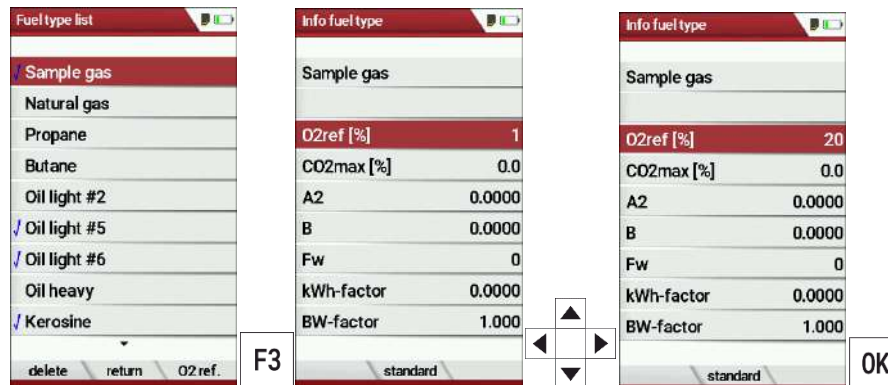 Fuel type list
√ Sample gas
Natural gas
Propane
Butane
Oil light #2
√ Oil light #5
√ Oil light #6
Oil heavy
√ Kerosine
delete return O2 ref.
F3
Info fuel type
Sample gas
O2ref [%] 1
CO2max [%] 0.0
A2 0.0000
B 0.0000
Fw 0
kWh-factor 0.0000
BW-factor 1.000
standard
Info fuel type
Sample gas
O2ref [%] 20
CO2max [%] 0.0
A2 0.0000
B 0.0000
Fw 0
kWh-factor 0.0000
BW-factor 1.000
standard
OK